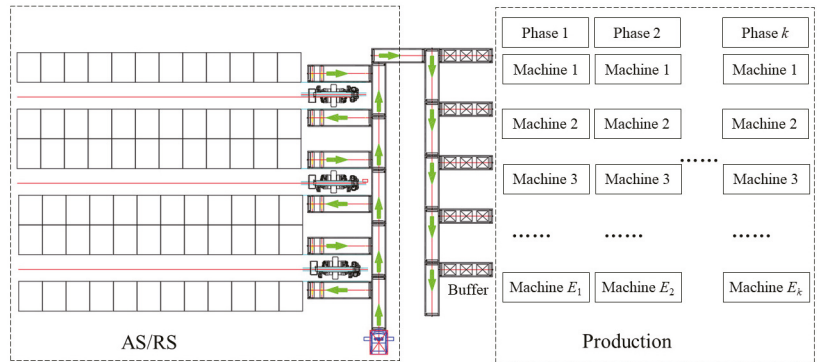 Phase 1 Phase 2 Phase k
......
Machine 1 Machine 1 Machine 1
Machine 2 Machine 2 Machine 2
......
Machine 3 Machine 3 Machine 3
...... ...... ......
Machine E1 Machine E2 Machine Ek
Buffer
AS/RS
Production